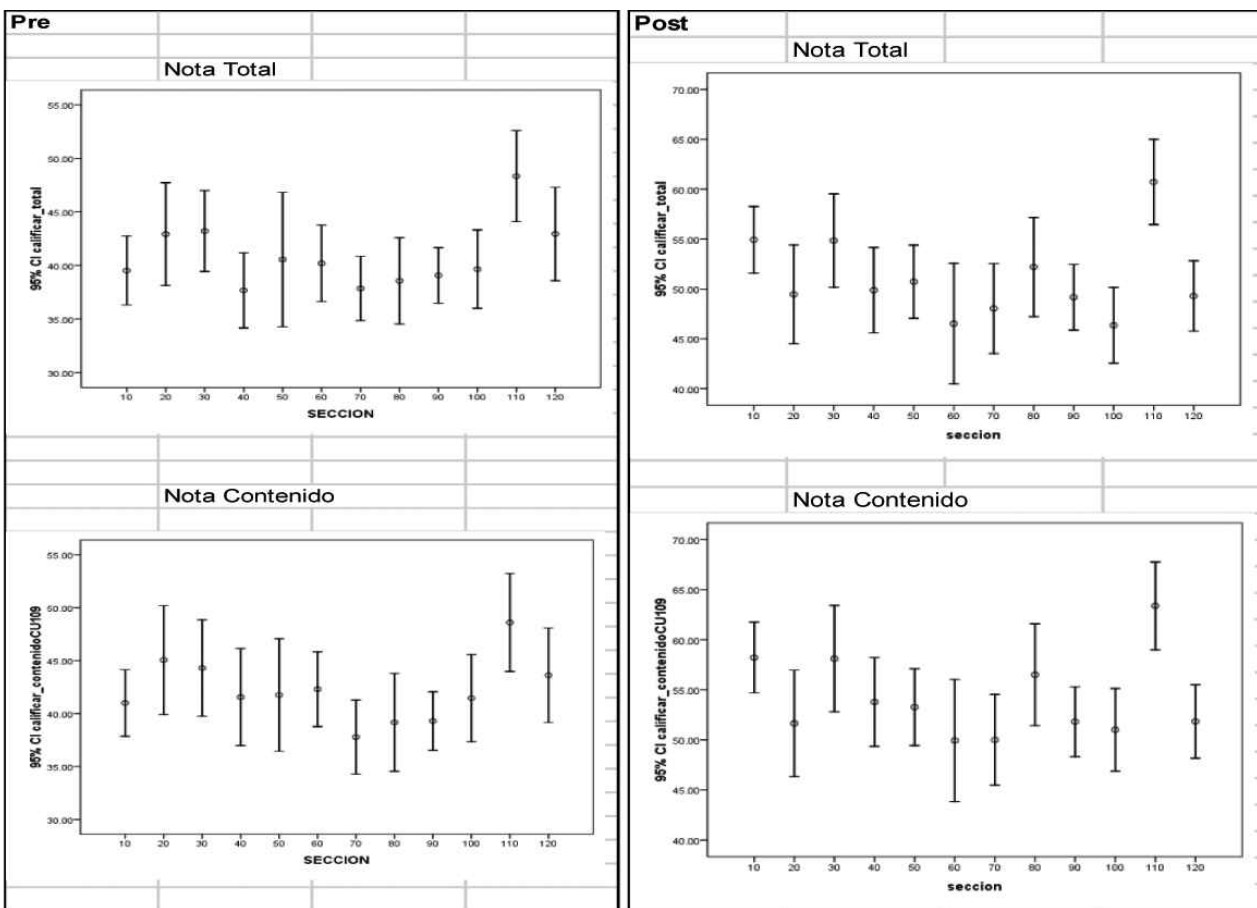 Pre
Nota Total
95% CI calificar_total
55.00
50.00
45.00
40.00
35.00
30.00
10 20 30 40 50 60 70 80 90 100 110 120
SECCION
Nota Contenido
95% CI calificar_contenidoCU109
55.00
50.00
45.00
40.00
35.00
30.00
10 20 30 40 50 60 70 80 90 100 110 120
SECCION
Post
Nota Total
95% CI calificar_total
70.00
65.00
60.00
55.00
50.00
45.00
40.00
10 20 30 40 50 60 70 80 90 100 110 120
seccion
Nota Contenido
95% CI calificar_contenidoCU109
70.00
65.00
60.00
55.00
50.00
45.00
40.00
10 20 30 40 50 60 70 80 90 100 110 120
seccion